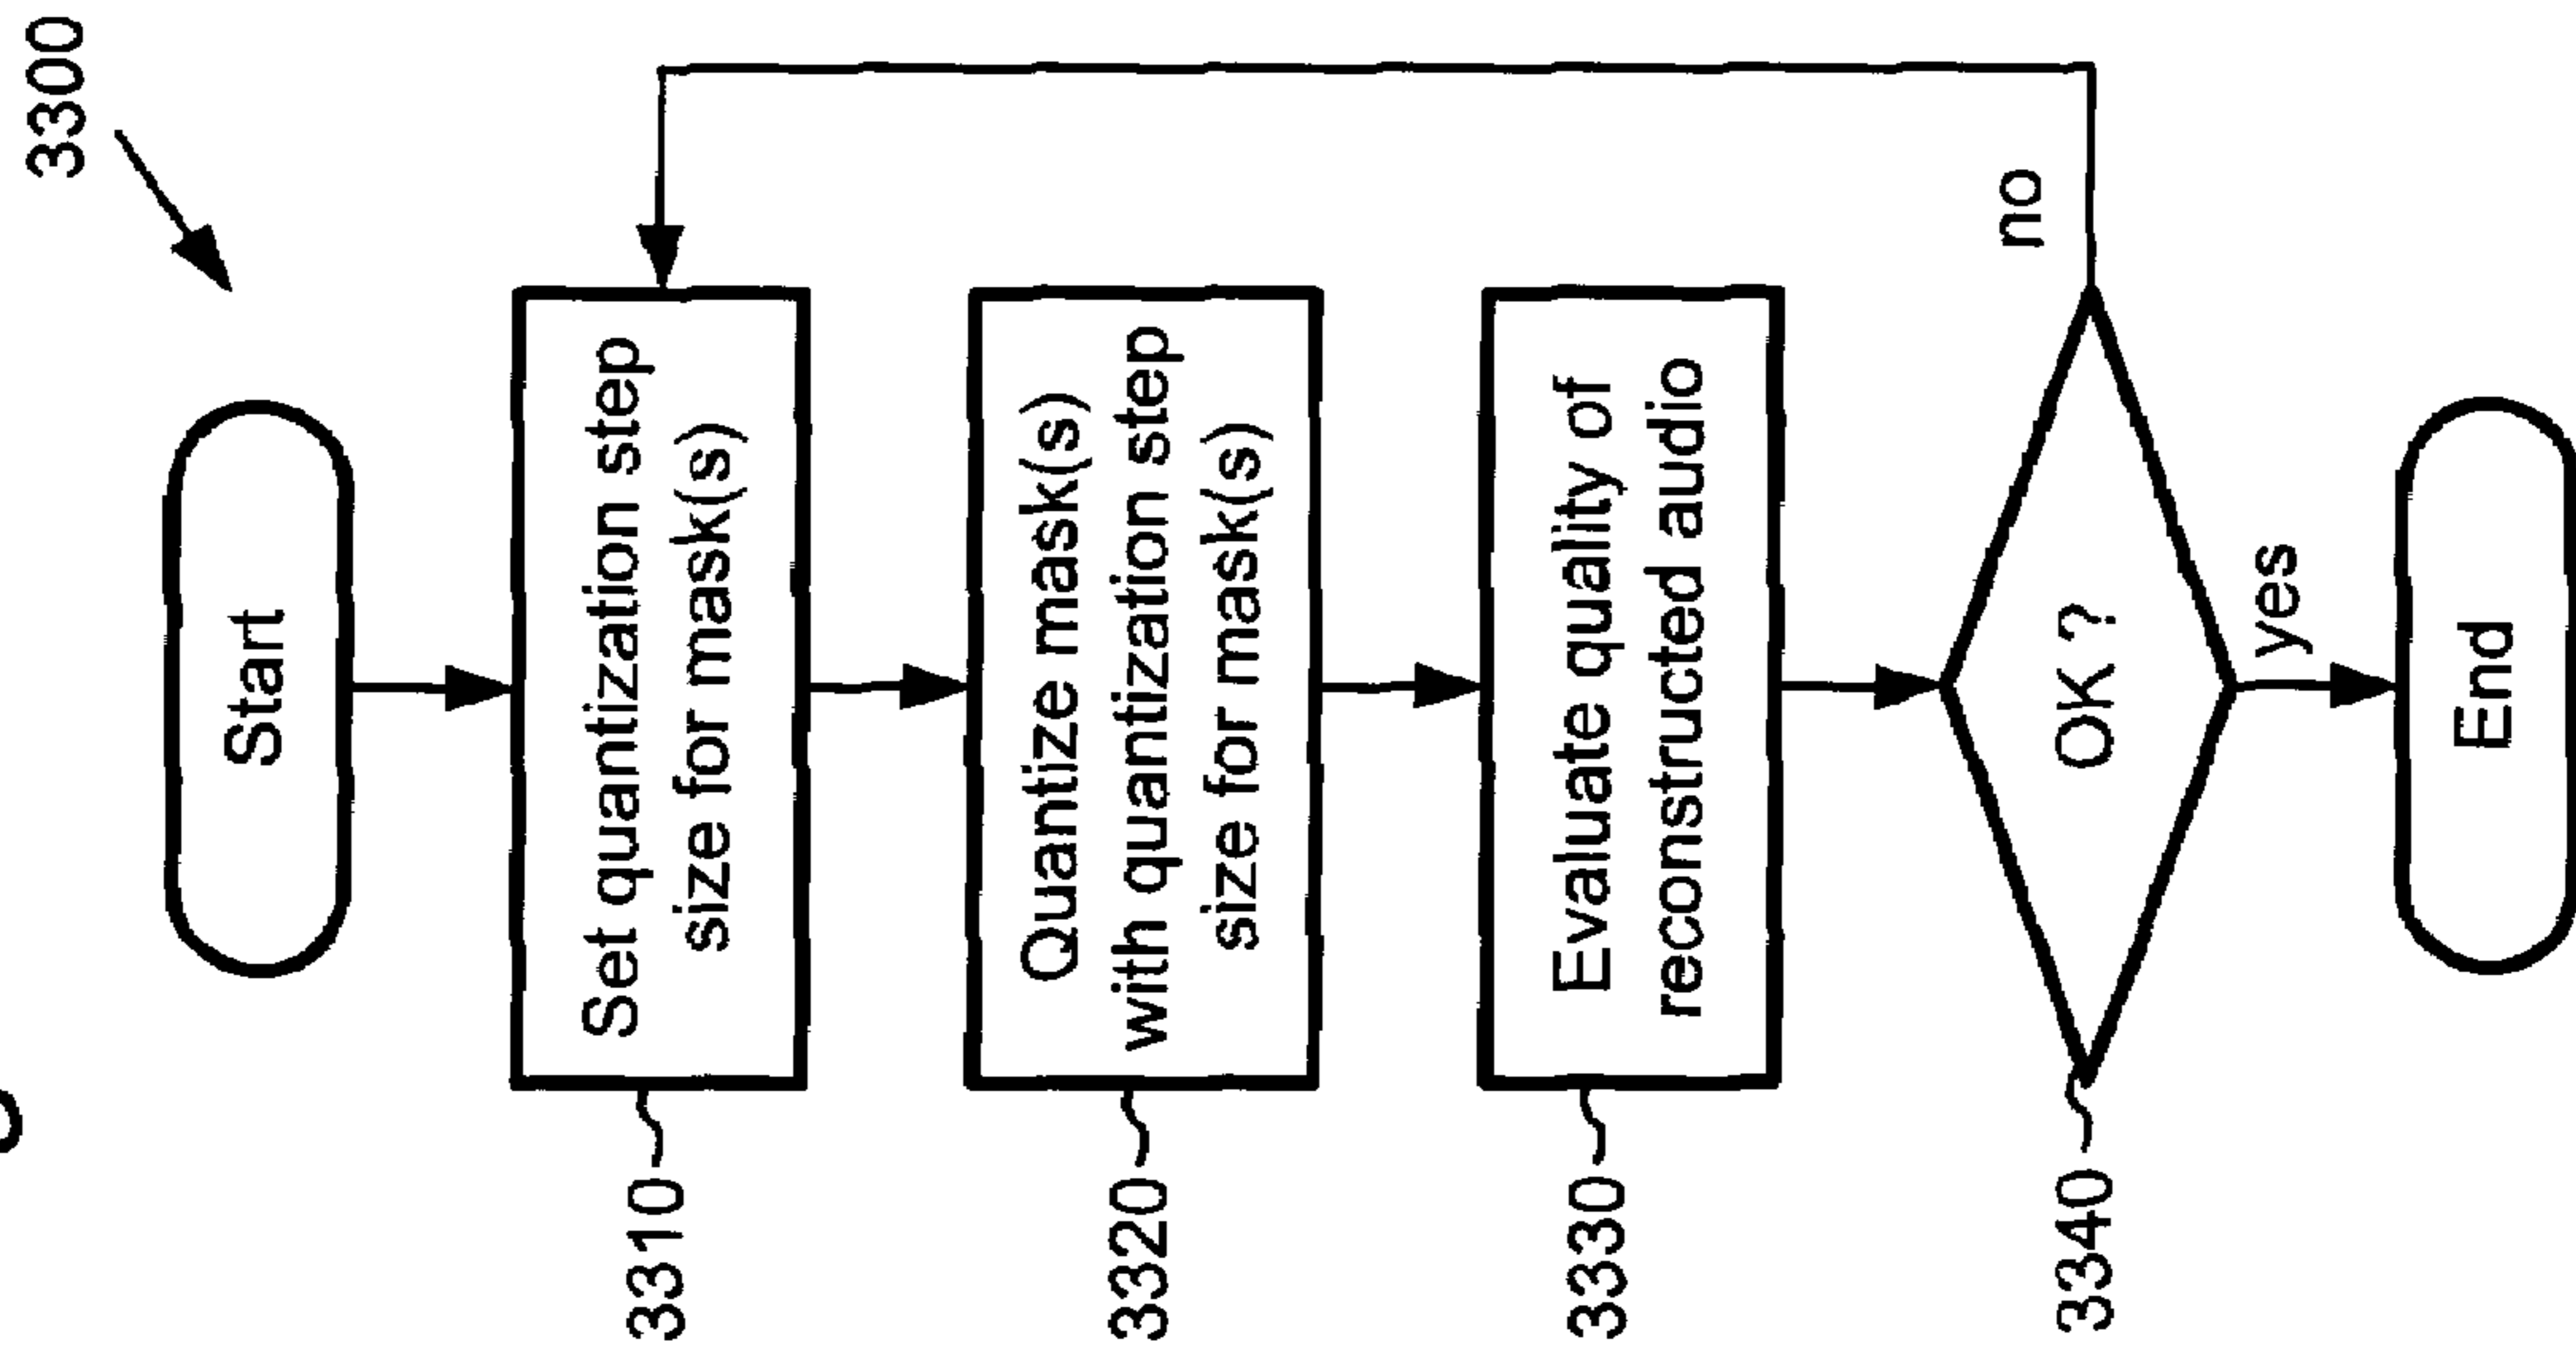 3300
Start
3310
Set quantization step
size for mask(s)
3320
Quantize mask(s)
with quantization step
size for mask(s)
3330
Evaluate quality of
reconstructed audio
3340
OK ?
no
yes
End